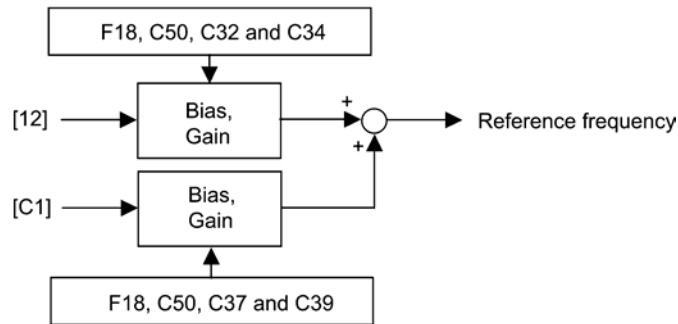 F18, C50, C32 and C34
[12]
Bias,
Gain
+
+
Reference frequency
[C1]
Bias,
Gain
F18, C50, C37 and C39